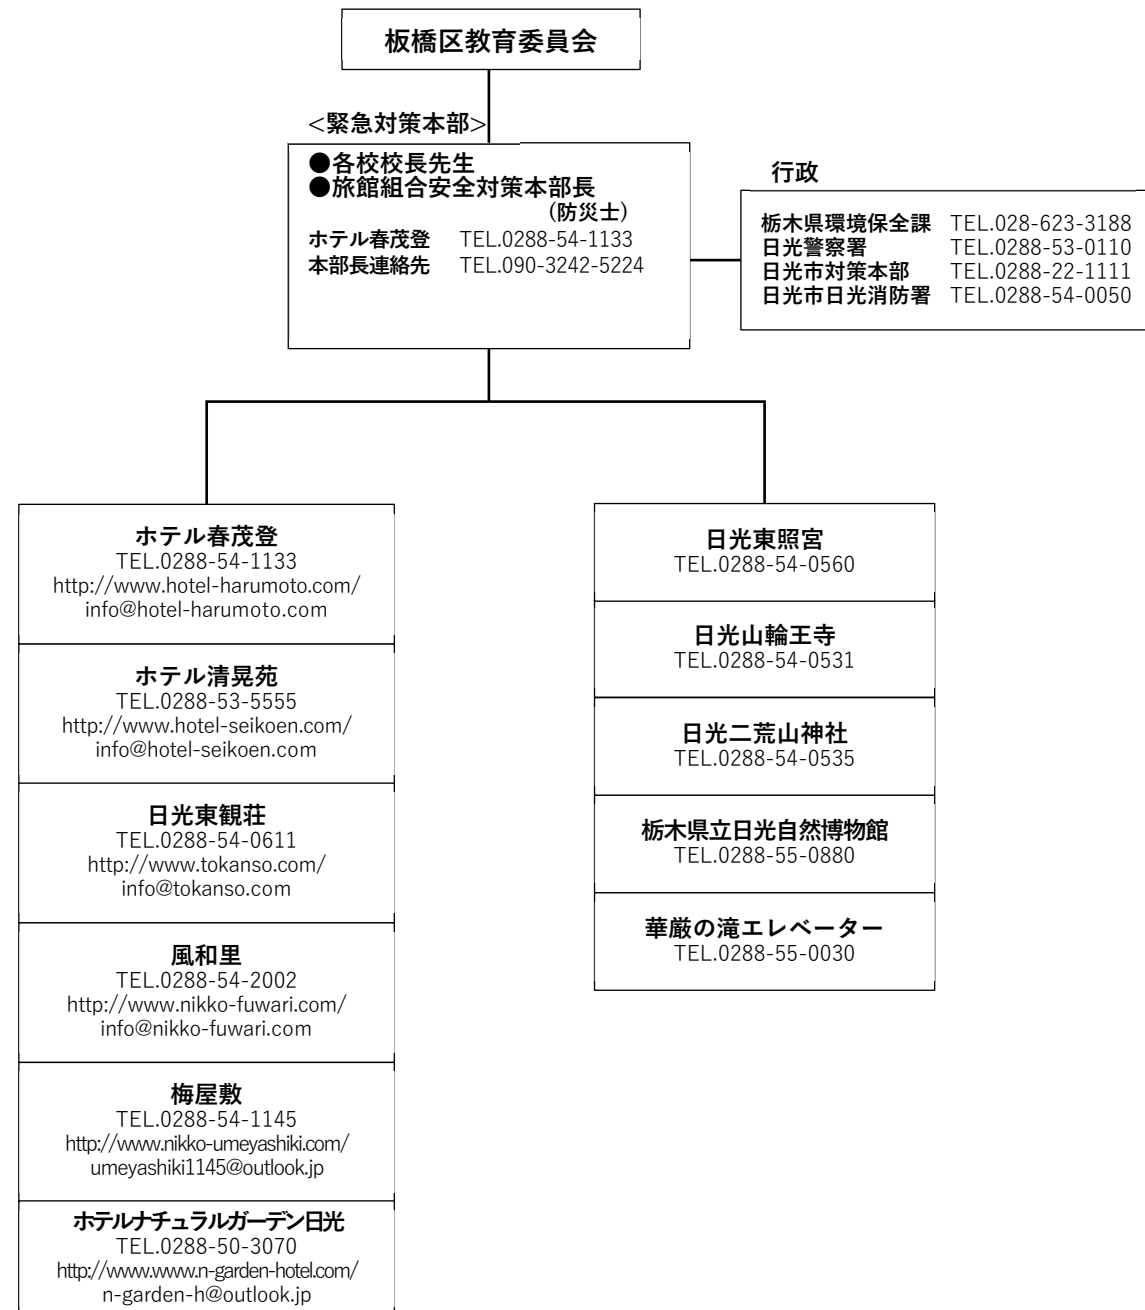 板橋区教育委員会
<緊急対策本部>
●各校校長先生
●旅館組合安全対策本部長
(防災士)
ホテル春茂登 TEL.0288-54-1133
本部長連絡先 TEL.090-3242-5224
行政
栃木県環境保全課 TEL.028-623-3188
日光警察署 TEL.0288-53-0110
日光市対策本部 TEL.0288-22-1111
日光市日光消防署 TEL.0288-54-0050
ホテル春茂登
TEL.0288-54-1133
http://www.hotel-harumoto.com/
info@hotel-harumoto.com
ホテル清晃苑
TEL.0288-53-5555
http://www.hotel-seikoen.com/
info@hotel-seikoen.com
日光東観荘
TEL.0288-54-0611
http://www.tokanso.com/
info@tokanso.com
風和里
TEL.0288-54-2002
http://www.nikko-fuwari.com/
info@nikko-fuwari.com
梅屋敷
TEL.0288-54-1145
http://www.nikko-umeyashiki.com/
umeyashiki1145@outlook.jp
ホテルナチュラルガーデン日光
TEL.0288-50-3070
http://www.www.n-garden-hotel.com/
n-garden-h@outlook.jp
日光東照宮
TEL.0288-54-0560
日光山輪王寺
TEL.0288-54-0531
日光二荒山神社
TEL.0288-54-0535
栃木県立日光自然博物館
TEL.0288-55-0880
華厳の滝エレベーター
TEL.0288-55-0030